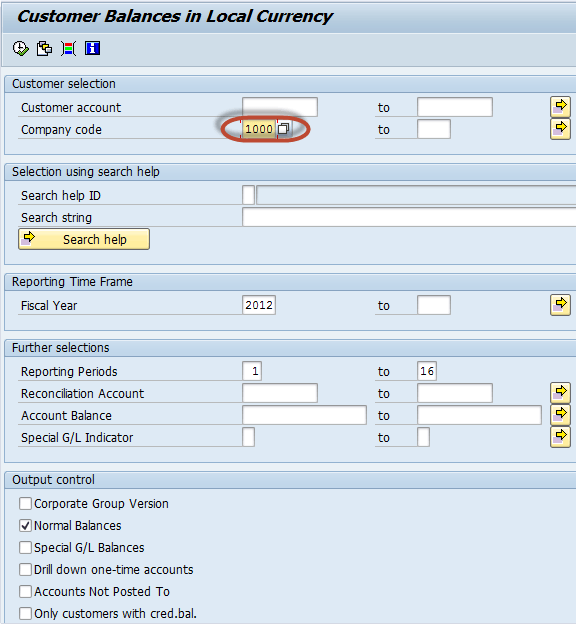 Customer Balances in Local Currency
Customer selection
Customer account to
Company code 1000 to
Selection using search help
Search help ID
Search string
Search help
Reporting Time Frame
Fiscal Year 2012 to
Further selections
Reporting Periods 1 to 16
Reconciliation Account to
Account Balance to
Special G/L Indicator to
Output control
Corporate Group Version
Normal Balances
Special G/L Balances
Drill down one-time accounts
Accounts Not Posted To
Only customers with cred.bal.